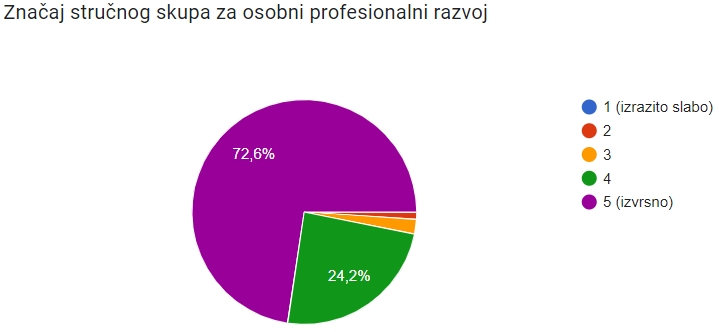 Značaj stručnog skupa za osobni profesionalni razvoj
1 (izrazito slabo)
2
3
4
5 (izvrsno)
72,6%
24,2%